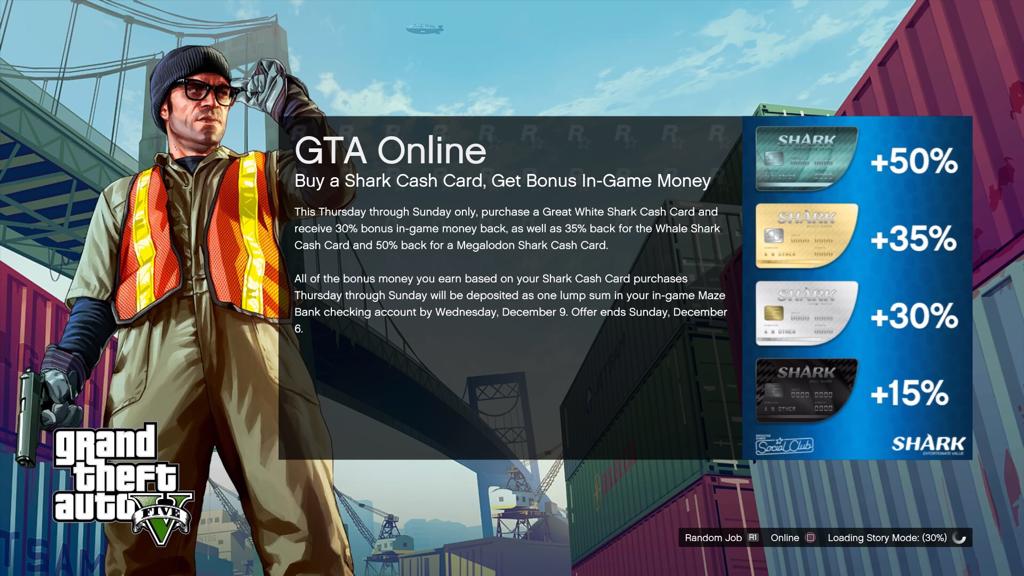 GTA Online
Buy a Shark Cash Card, Get Bonus In-Game Money
This Thursday through Sunday only, purchase a Great White Shark Cash Card and
receive 30% bonus in-game money back, as well as 35% back for the Whale Shark
Cash Card and 50% back for a Megalodon Shark Cash Card.
All of the bonus money you earn based on your Shark Cash Card purchases
Thursday through Sunday will be deposited as one lump sum in your in-game Maze
Bank checking account by Wednesday, December 9. Offer ends Sunday, December
6.
SHARK
+50%
SHARK
+35%
SHARK
+30%
SHARK
+15%
Social Club
SHARK
grand
theft
auto
FIVE
V
Random Job R1 Online Loading Story Mode: (30%)